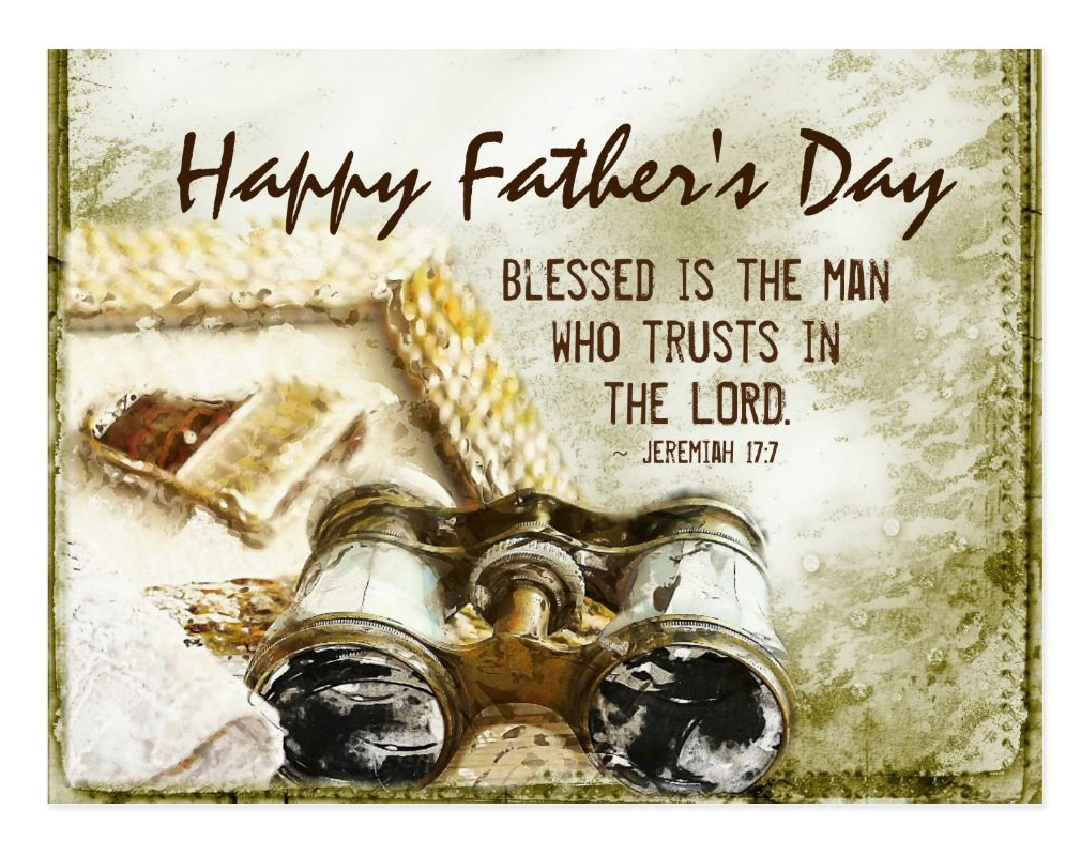 Happy Father's Day
BLESSED IS THE MAN
WHO TRUSTS IN
THE LORD.
~ JEREMIAH 17:7